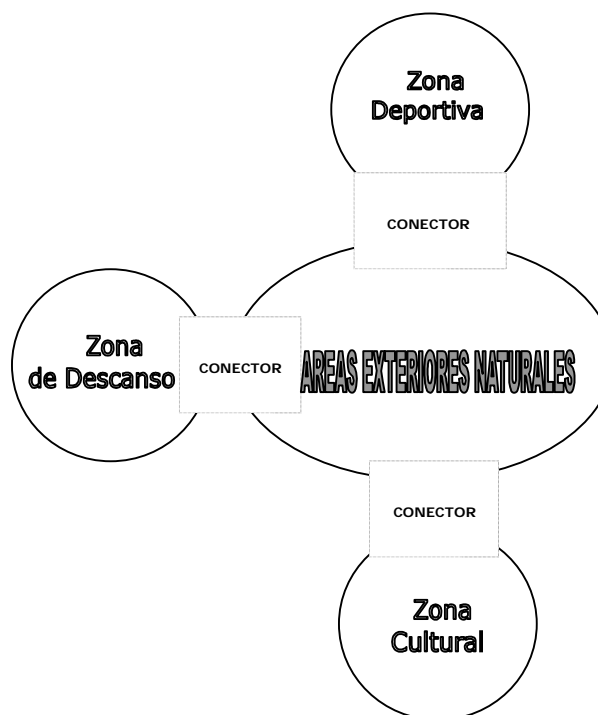 Zona
Deportiva
CONECTOR
Zona
de Descanso
CONECTOR
AREAS EXTERIORES NATURALES
CONECTOR
Zona
Cultural